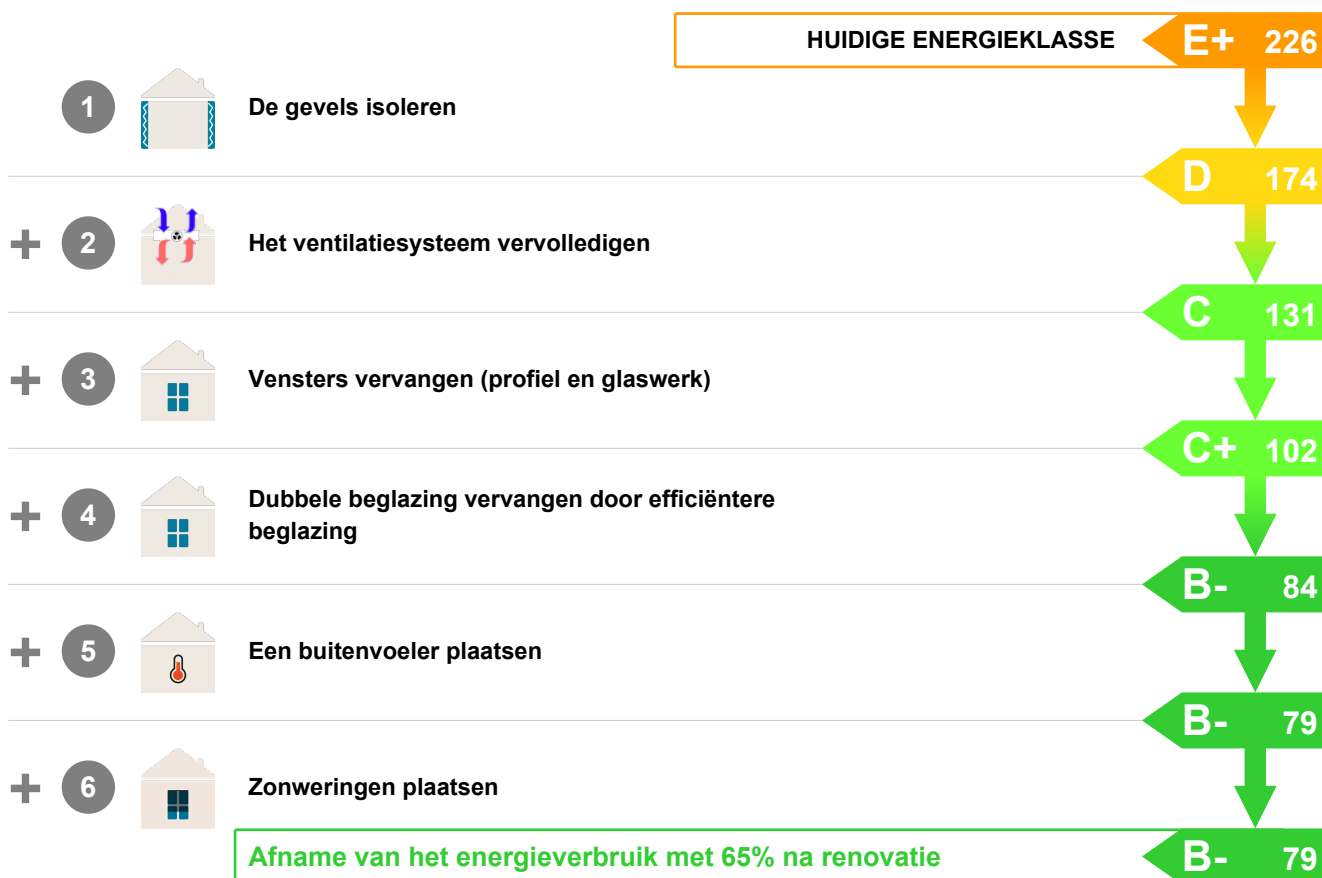 HUIDIGE ENERGIEKLASSE E+ 226
1 De gevels isoleren
D 174
+ 2 Het ventilatiesysteem vervolledigen
C 131
+ 3 Vensters vervangen (profiel en glaswerk)
C+ 102
+ 4 Dubbele beglazing vervangen door efficiëntere
beglazing
B- 84
+ 5 Een buitenvoeler plaatsen
B- 79
+ 6 Zonweringen plaatsen
Afname van het energieverbruik met 65% na renovatie B- 79